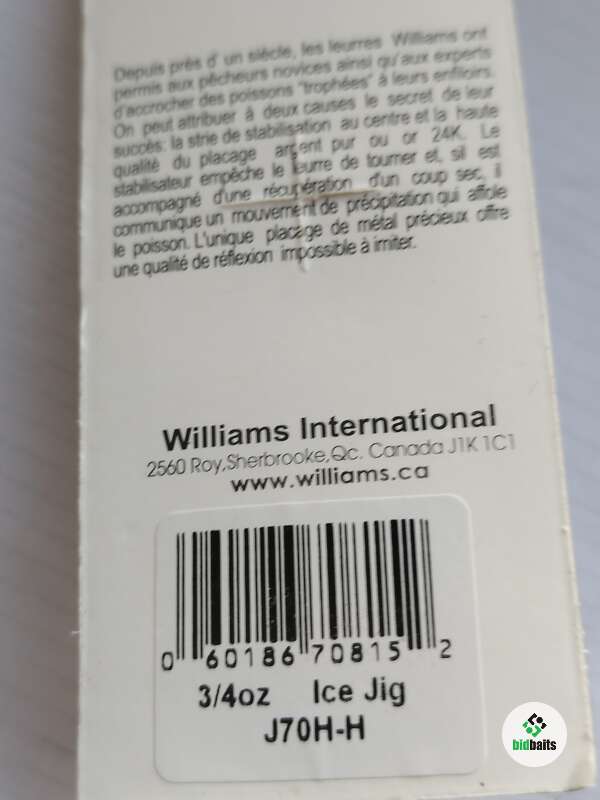 Depuis près d' un siècle, les leurres Williams ont
permis aux pêcheurs novices ainsi qu'aux experts
d'accrocher des poissons "trophées" à leurs enfiloirs.
On peut attribuer à deux causes le secret de leur
succès: la strie de stabilisation au centre et la haute
qualité du placage argent pur ou or 24K. Le
stabilisateur empêche le leurre de tourner et, sil est
accompagné d'une récupération d'un coup sec, il
communique un mouvement de précipitation qui affole
le poisson. L'unique placage de métal précieux offre
une qualité de réflexion impossible à imiter.
Williams International
2560 Roy,Sherbrooke,Qc. Canada J1K 1C1
www.williams.ca
0 60186 70815 2
3/4oz Ice Jig
J70H-H
bidbaits